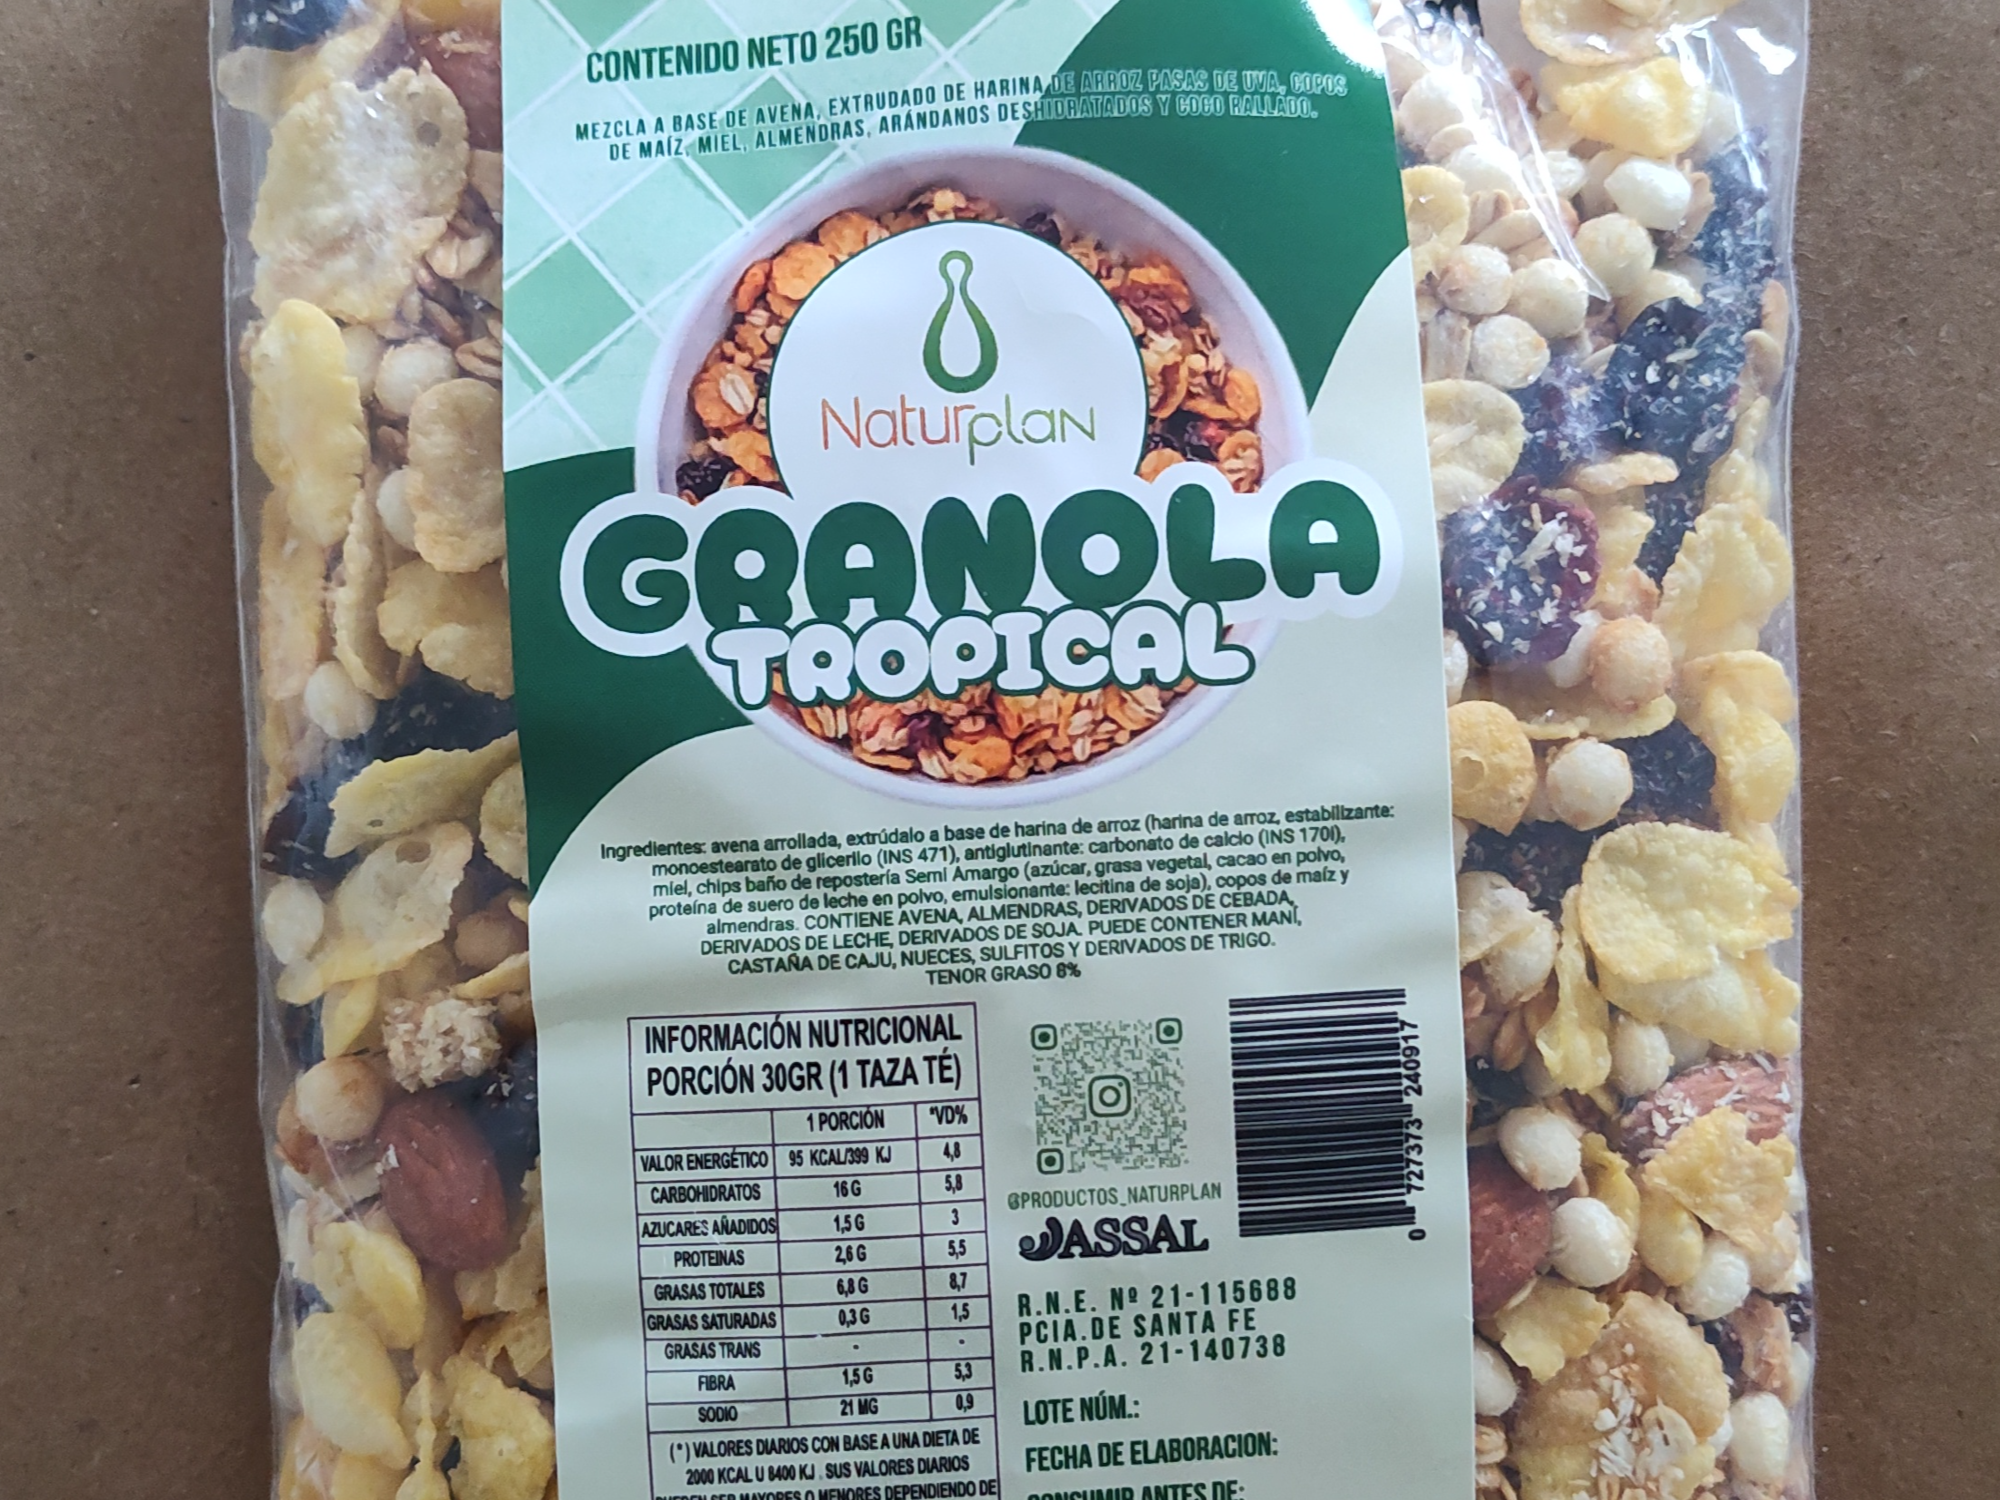 CONTENIDO NETO 250 GR
MEZCLA A BASE DE AVENA, EXTRUDADO DE HARINA DE ARROZ PASAS DE UVA, COPOS
DE MAÍZ, MIEL, ALMENDRAS, ARÁNDANOS DESHIDRATADOS Y COCO RALLADO.
Naturplan
GRANOLA
TROPICAL
Ingredientes: avena arrollada, extrúdalo a base de harina de arroz (harina de arroz, estabilizante:
monoestearato de glicerilo (INS 471), antiglutinante: carbonato de calcio (INS 170I),
miel, chips baño de repostería Semi Amargo (azúcar, grasa vegetal, cacao en polvo,
proteína de suero de leche en polvo, emulsionante: lecitina de soja), copos de maíz y
almendras. CONTIENE AVENA, ALMENDRAS, DERIVADOS DE CEBADA,
DERIVADOS DE LECHE, DERIVADOS DE SOJA. PUEDE CONTENER MANÍ,
CASTAÑA DE CAJU, NUECES, SULFITOS Y DERIVADOS DE TRIGO.
TENOR GRASO 8%
INFORMACIÓN NUTRICIONAL
PORCIÓN 30GR (1 TAZA TÉ)
1 PORCIÓN *VD%
VALOR ENERGÉTICO 95 KCAL/399 KJ 4,8
CARBOHIDRATOS 16 G 5,8
AZUCARES AÑADIDOS 1,5 G 3
PROTEINAS 2,6 G 5,5
GRASAS TOTALES 6,8 G 8,7
GRASAS SATURADAS 0,3 G 1,5
GRASAS TRANS - -
FIBRA 1,5 G 5,3
SODIO 21 MG 0,9
(*) VALORES DIARIOS CON BASE A UNA DIETA DE
2000 KCAL U 8400 KJ. SUS VALORES DIARIOS
PUEDEN SER MAYORES O MENORES DEPENDIENDO DE
@PRODUCTOS_NATURPLAN
ASSAL
0 727373 240917
R.N.E. Nº 21-115688
PCIA.DE SANTA FE
R.N.P.A. 21-140738
LOTE NÚM.:
FECHA DE ELABORACION:
CONSUMIR ANTES DE: